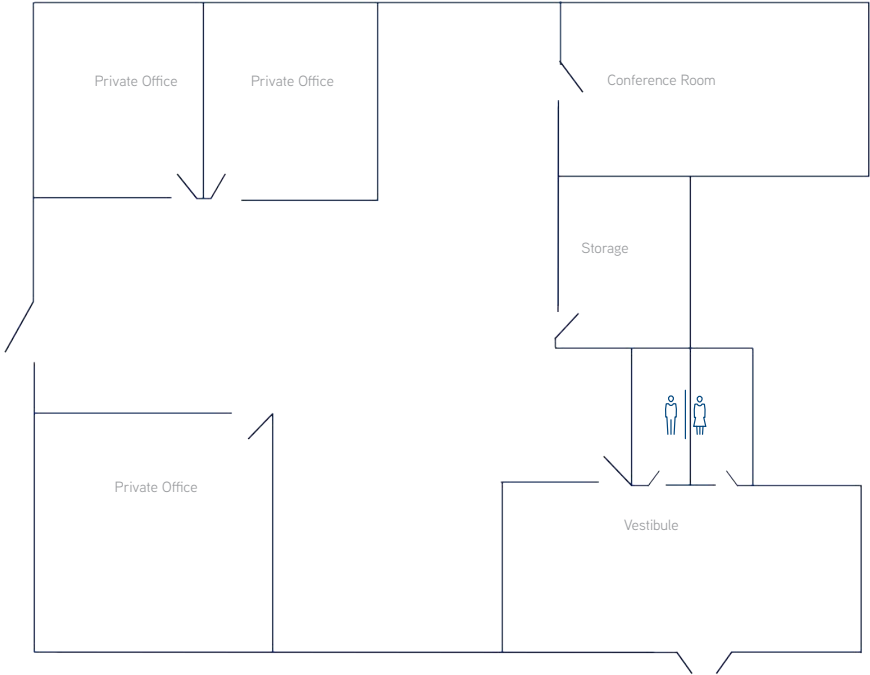 Private Office
Private Office
Conference Room
Storage
Private Office
Vestibule